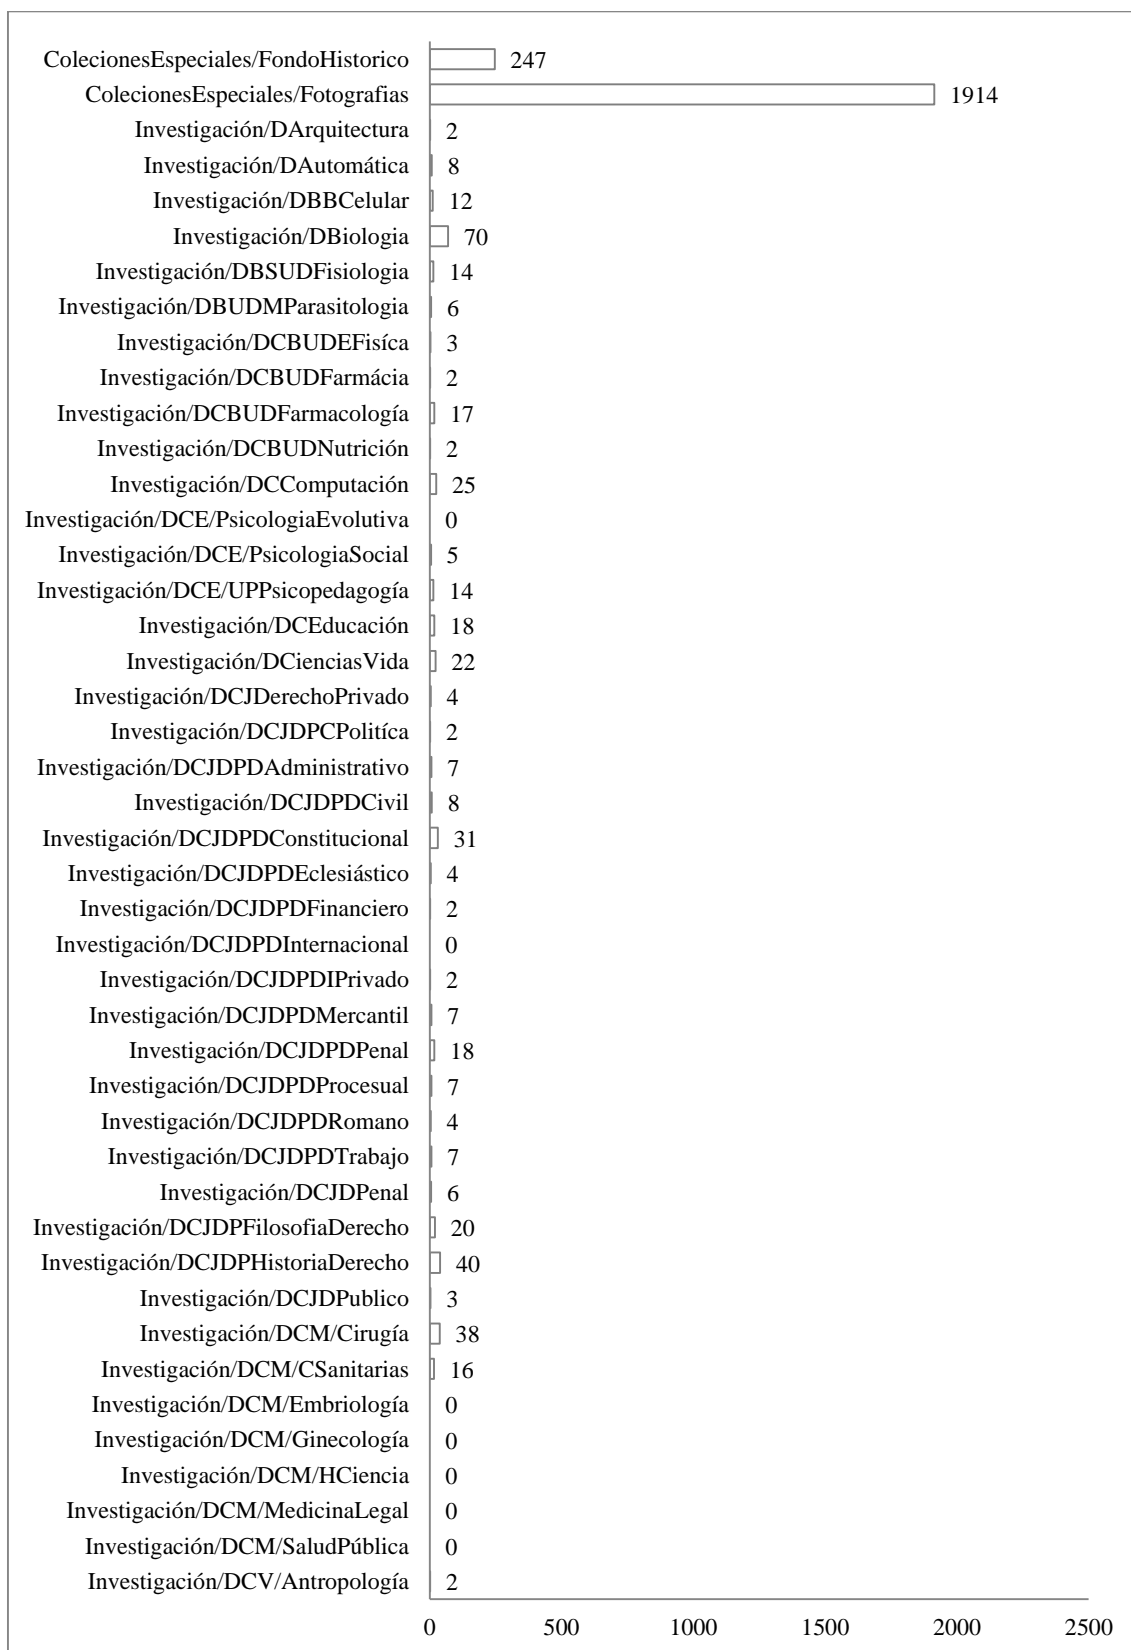 ColecionesEspeciales/FondoHistorico 247
ColecionesEspeciales/Fotografias 1914
Investigación/DArquitectura 2
Investigación/DAutomática 8
Investigación/DBBCelular 12
Investigación/DBiologia 70
Investigación/DBSUDFisiologia 14
Investigación/DBUDMParasitologia 6
Investigación/DCBUDEFisíca 3
Investigación/DCBUDFarmácia 2
Investigación/DCBUDFarmacología 17
Investigación/DCBUDNutrición 2
Investigación/DCComputación 25
Investigación/DCE/PsicologiaEvolutiva 0
Investigación/DCE/PsicologiaSocial 5
Investigación/DCE/UPPsicopedagogía 14
Investigación/DCEducación 18
Investigación/DCienciasVida 22
Investigación/DCJDerechoPrivado 4
Investigación/DCJDPCPolitíca 2
Investigación/DCJDPDAdministrativo 7
Investigación/DCJDPDCivil 8
Investigación/DCJDPDConstitucional 31
Investigación/DCJDPDEclesiástico 4
Investigación/DCJDPDFinanciero 2
Investigación/DCJDPDInternacional 0
Investigación/DCJDPDIPrivado 2
Investigación/DCJDPDMercantil 7
Investigación/DCJDPDPenal 18
Investigación/DCJDPDProcesual 7
Investigación/DCJDPDRomano 4
Investigación/DCJDPDTrabajo 7
Investigación/DCJDPenal 6
Investigación/DCJDPFilosofiaDerecho 20
Investigación/DCJDPHistoriaDerecho 40
Investigación/DCJDPublico 3
Investigación/DCM/Cirugía 38
Investigación/DCM/CSanitarias 16
Investigación/DCM/Embriología 0
Investigación/DCM/Ginecología 0
Investigación/DCM/HCiencia 0
Investigación/DCM/MedicinaLegal 0
Investigación/DCM/SaludPública 0
Investigación/DCV/Antropología 2
0 500 1000 1500 2000 2500